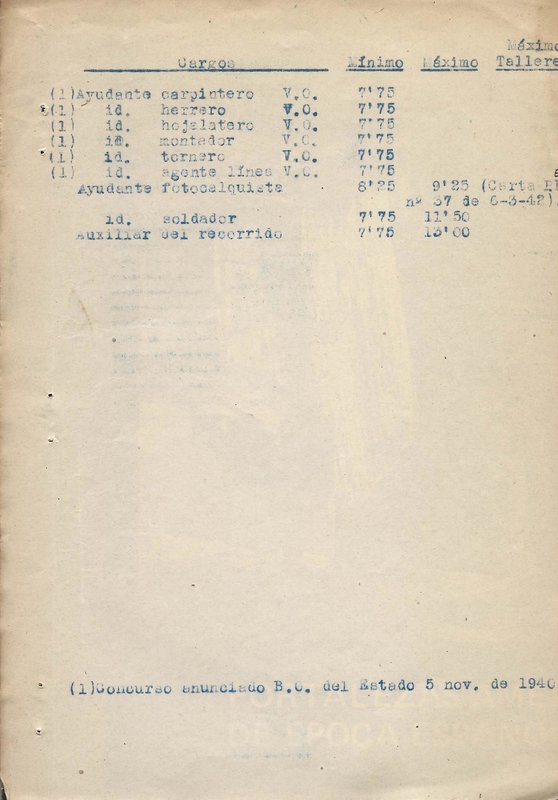 Máximo
Cargos Mínimo Máximo Tallere
(1)Ayudante carpintero V.O. 7'75
(1) id. herrero V.O. 7'75
(1) id. hojalatero V.O. 7'75
(1) id. montador V.O. 7'75
(1) id. tornero V.O. 7'75
(1) id. agente línea V.O. 7'75
Ayudante fotocalquista 8'25 9'25 (Carta
nº 37 de 6-3-42)
id. soldador 7'75 11'50
Auxiliar del recorrido 7'75 13'00
(1)Concurso anunciado B.O. del Estado 5 nov. de 1940